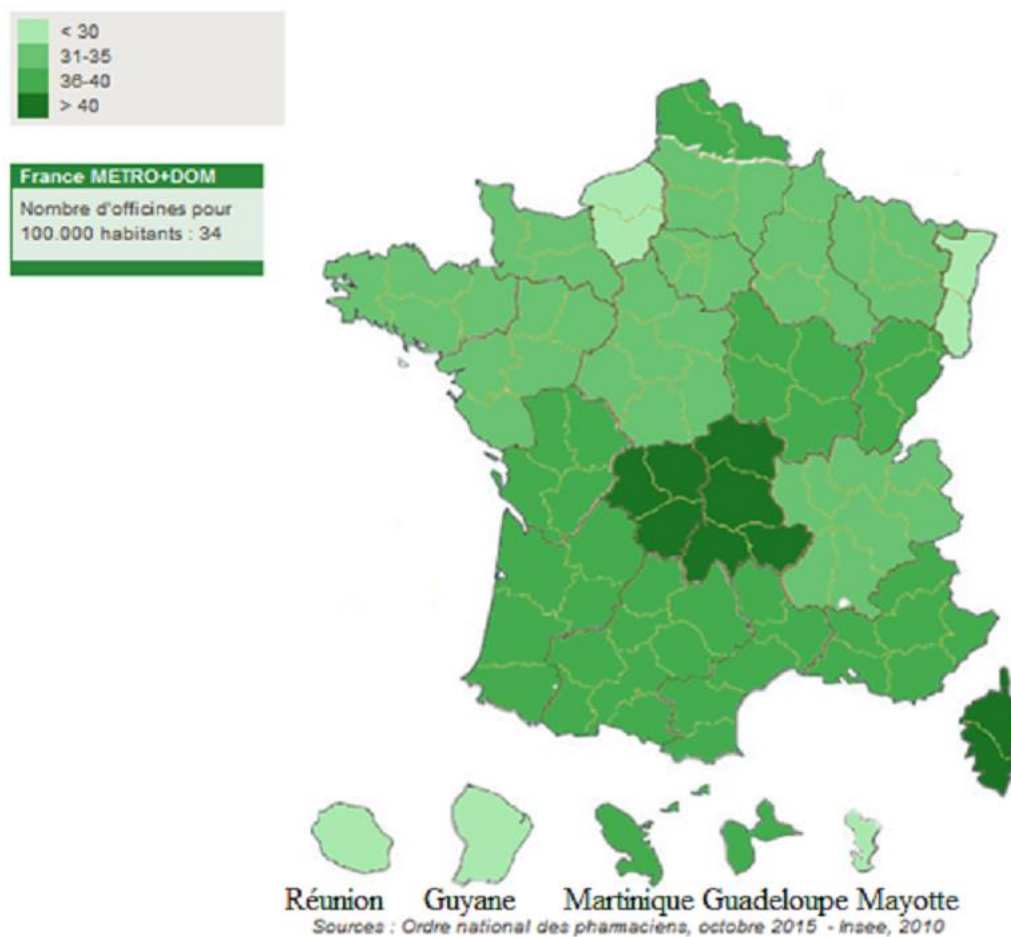 < 30
31-35
36-40
> 40
France METRO+DOM
Nombre d'officines pour
100.000 habitants : 34
Réunion Guyane Martinique Guadeloupe Mayotte
Sources : Ordre national des pharmaciens, octobre 2015 - Insee, 2010